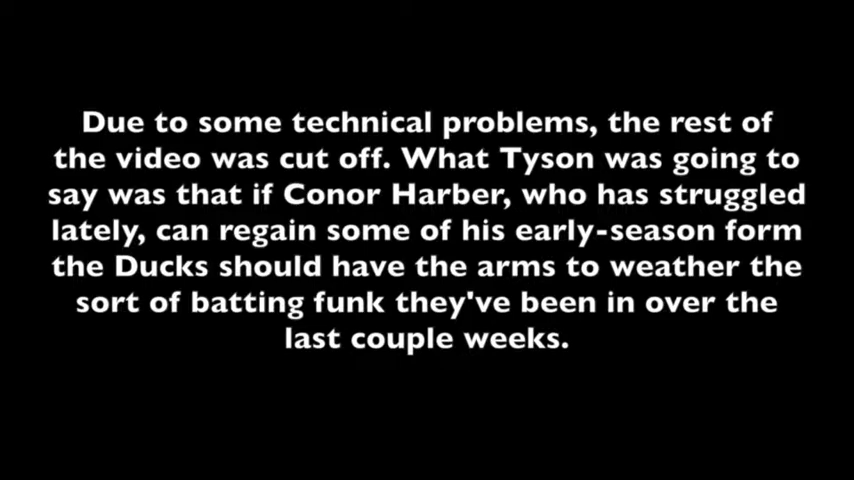 Due to some technical problems, the rest of
the video was cut off. What Tyson was going to
say was that if Conor Harber, who has struggled
lately, can regain some of his early-season form
the Ducks should have the arms to weather the
sort of batting funk they've been in over the
last couple weeks.